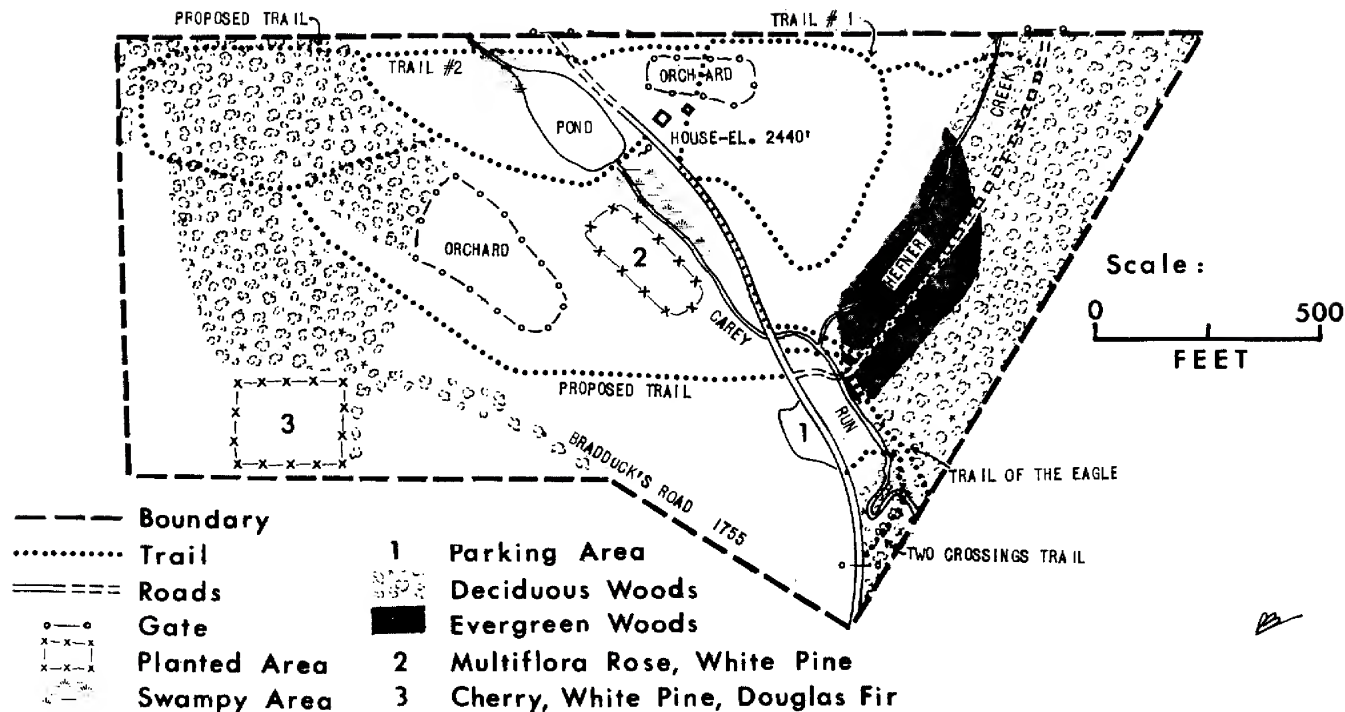 PROPOSED TRAIL
TRAIL # 1
TRAIL #2
ORCHARD
POND
HOUSE-EL. 2440'
CREEK
HEFNER
ORCHARD
2
CAREY
RUN
PROPOSED TRAIL
3
1
BRADDUCK'S ROAD 1755
TRAIL OF THE EAGLE
TWO CROSSINGS TRAIL
Scale:
0 500
FEET
Boundary
Trail
Roads
Gate
Planted Area
Swampy Area
1 Parking Area
Deciduous Woods
Evergreen Woods
2 Multiflora Rose, White Pine
3 Cherry, White Pine, Douglas Fir